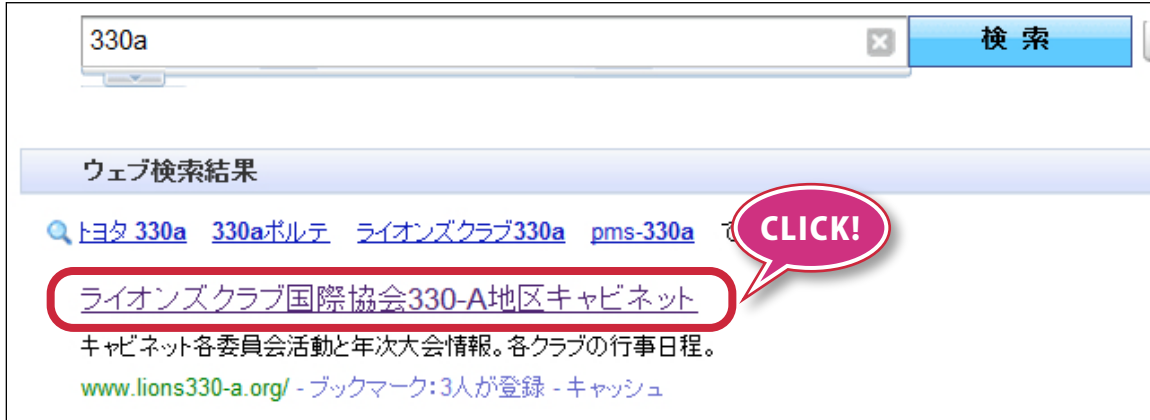 330a 検 索
ウェブ検索結果
トヨタ 330a 330aポルテ ライオンズクラブ330a pms-330a で
CLICK!
ライオンズクラブ国際協会330-A地区キャビネット
キャビネット各委員会活動と年次大会情報。各クラブの行事日程。
www.lions330-a.org/ - ブックマーク：3人が登録 - キャッシュ